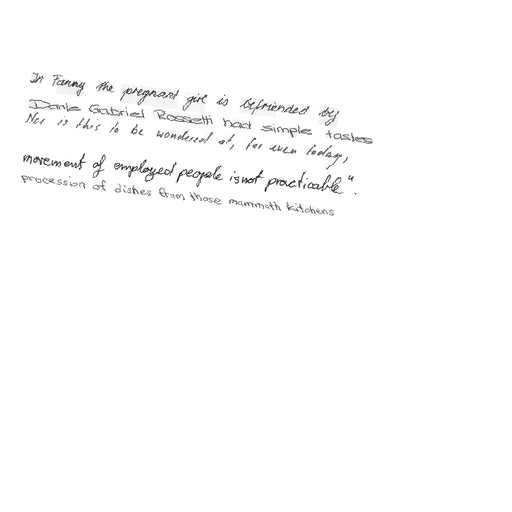 In Fanny the pregnant girl is befriended by
Dante Gabriel Rossetti had simple tastes
Nor is this to be wondered at, for even today,
movement of employed people is not practicable".
procession of dishes from those mammoth kitchens